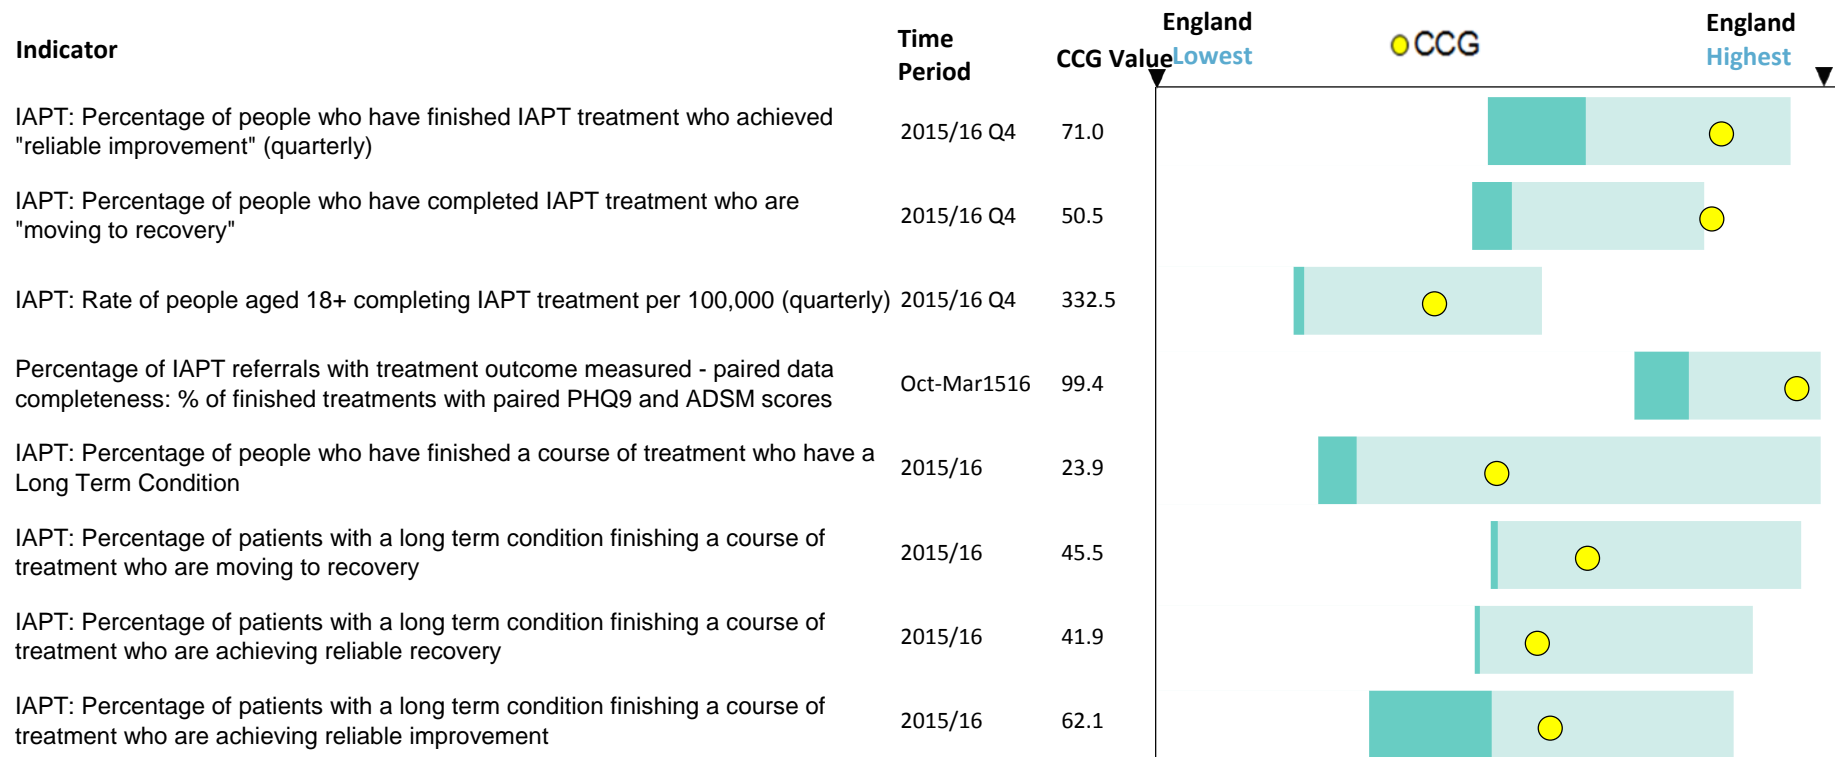 Indicator
Time
Period
CCG Value
England
Lowest
CCG
England
Highest
IAPT: Percentage of people who have finished IAPT treatment who achieved
"reliable improvement" (quarterly)
2015/16 Q4
71.0
IAPT: Percentage of people who have completed IAPT treatment who are
"moving to recovery"
2015/16 Q4
50.5
IAPT: Rate of people aged 18+ completing IAPT treatment per 100,000 (quarterly)
2015/16 Q4
332.5
Percentage of IAPT referrals with treatment outcome measured - paired data
completeness: % of finished treatments with paired PHQ9 and ADSM scores
Oct-Mar1516
99.4
IAPT: Percentage of people who have finished a course of treatment who have a
Long Term Condition
2015/16
23.9
IAPT: Percentage of patients with a long term condition finishing a course of
treatment who are moving to recovery
2015/16
45.5
IAPT: Percentage of patients with a long term condition finishing a course of
treatment who are achieving reliable recovery
2015/16
41.9
IAPT: Percentage of patients with a long term condition finishing a course of
treatment who are achieving reliable improvement
2015/16
62.1